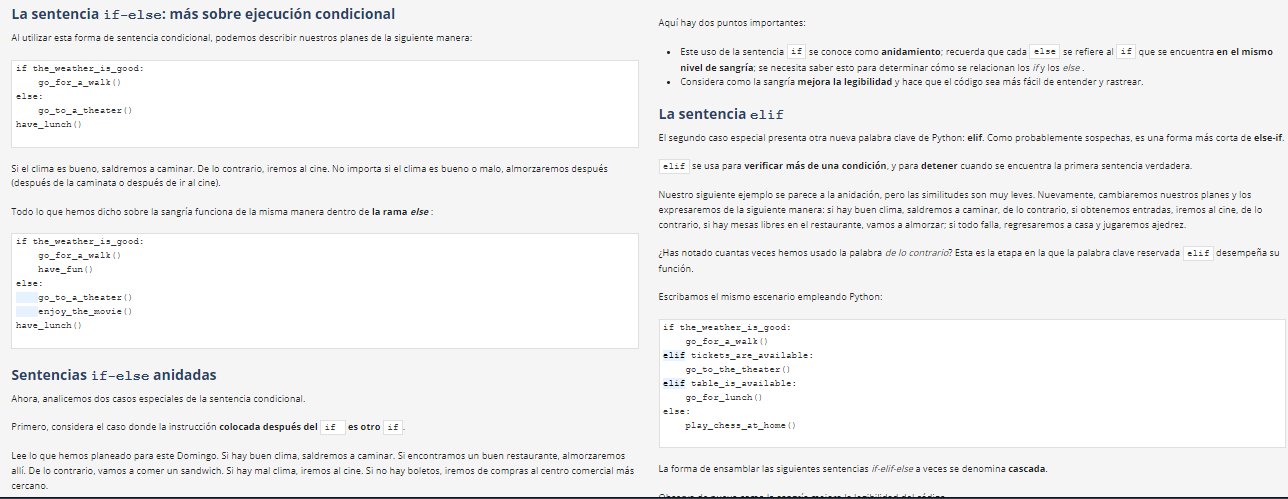 La sentencia if-else: más sobre ejecución condicional
Al utilizar esta forma de sentencia condicional, podemos describir nuestros planes de la siguiente manera:
if the_weather_is_good:
    go_for_a_walk()
else:
    go_to_a_theater()
have_lunch()
Si el clima es bueno, saldremos a caminar. De lo contrario, iremos al cine. No importa si el clima es bueno o malo, almorzaremos después
(después de la caminata o después de ir al cine).
Todo lo que hemos dicho sobre la sangría funciona de la misma manera dentro de la rama else :
if the_weather_is_good:
    go_for_a_walk()
    have_fun()
else:
    go_to_a_theater()
    enjoy_the_movie()
have_lunch()
Sentencias if-else anidadas
Ahora, analicemos dos casos especiales de la sentencia condicional.
Primero, considera el caso donde la instrucción colocada después del if es otro if.
Lee lo que hemos planeado para este Domingo. Si hay buen clima, saldremos a caminar. Si encontramos un buen restaurante, almorzaremos
allí. De lo contrario, vamos a comer un sandwich. Si hay mal clima, iremos al cine. Si no hay boletos, iremos de compras al centro comercial más
cercano.
Aquí hay dos puntos importantes:
• Este uso de la sentencia if se conoce como anidamiento; recuerda que cada else se refiere al if que se encuentra en el mismo
nivel de sangría; se necesita saber esto para determinar cómo se relacionan los if y los else .
• Considera como la sangría mejora la legibilidad y hace que el código sea más fácil de entender y rastrear.
La sentencia elif
El segundo caso especial presenta otra nueva palabra clave de Python: elif. Como probablemente sospechas, es una forma más corta de else-if.
elif se usa para verificar más de una condición, y para detener cuando se encuentra la primera sentencia verdadera.
Nuestro siguiente ejemplo se parece a la anidación, pero las similitudes son muy leves. Nuevamente, cambiaremos nuestros planes y los
expresaremos de la siguiente manera: si hay buen clima, saldremos a caminar, de lo contrario, si obtenemos entradas, iremos al cine, de lo
contrario, si hay mesas libres en el restaurante, vamos a almorzar; si todo falla, regresaremos a casa y jugaremos ajedrez.
¿Has notado cuantas veces hemos usado la palabra de lo contrario? Esta es la etapa en la que la palabra clave reservada elif desempeña su
función.
Escribamos el mismo escenario empleando Python:
if the_weather_is_good:
    go_for_a_walk()
elif tickets_are_available:
    go_to_the_theater()
elif table_is_available:
    go_for_lunch()
else:
    play_chess_at_home()
La forma de ensamblar las siguientes sentencias if-elif-else a veces se denomina cascada.